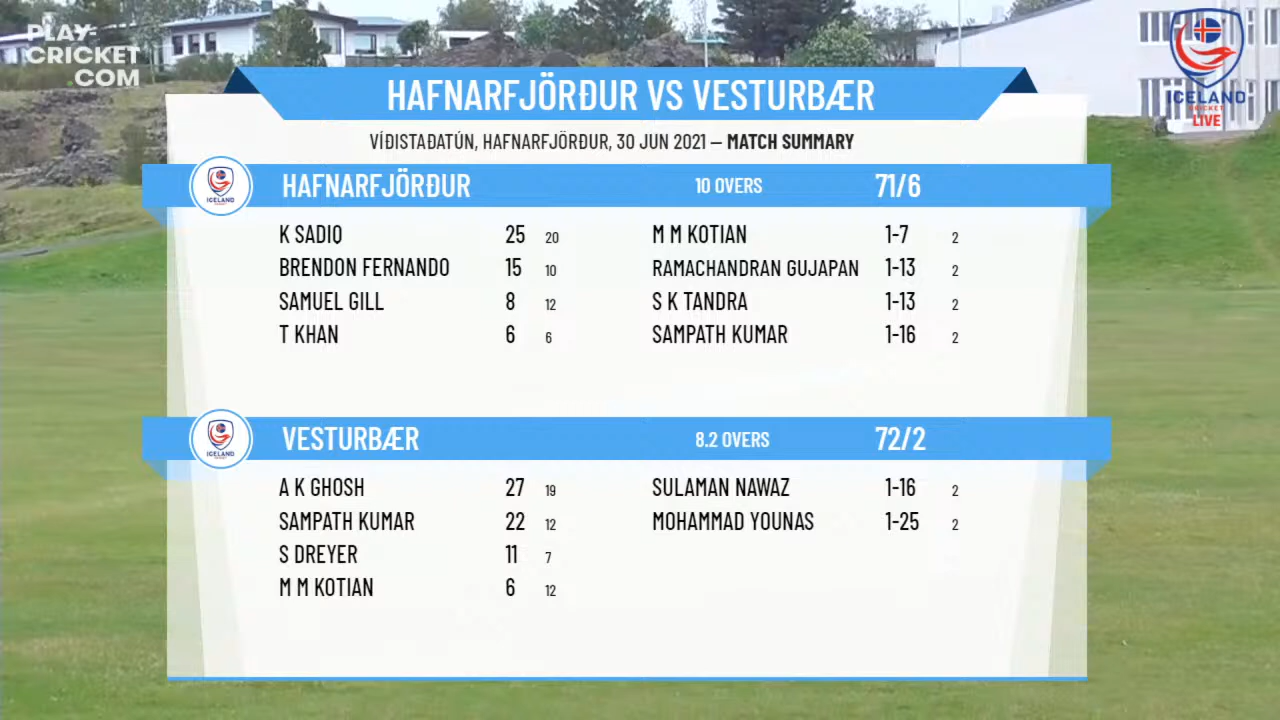 PLAY-
CRICKET
.COM
ICELAND
CRICKET
LIVE
HAFNARFJÖRÐUR VS VESTURBÆR
VÍÐISTAÐATÚN, HAFNARFJÖRÐUR, 30 JUN 2021 – MATCH SUMMARY
ICELAND
HAFNARFJÖRÐUR 10 OVERS 71/6
K SADIQ 25 20 M M KOTIAN 1-7 2
BRENDON FERNANDO 15 10 RAMACHANDRAN GUJAPAN 1-13 2
SAMUEL GILL 8 12 S K TANDRA 1-13 2
T KHAN 6 6 SAMPATH KUMAR 1-16 2
ICELAND
VESTURBÆR 8.2 OVERS 72/2
A K GHOSH 27 19 SULAMAN NAWAZ 1-16 2
SAMPATH KUMAR 22 12 MOHAMMAD YOUNAS 1-25 2
S DREYER 11 7
M M KOTIAN 6 12